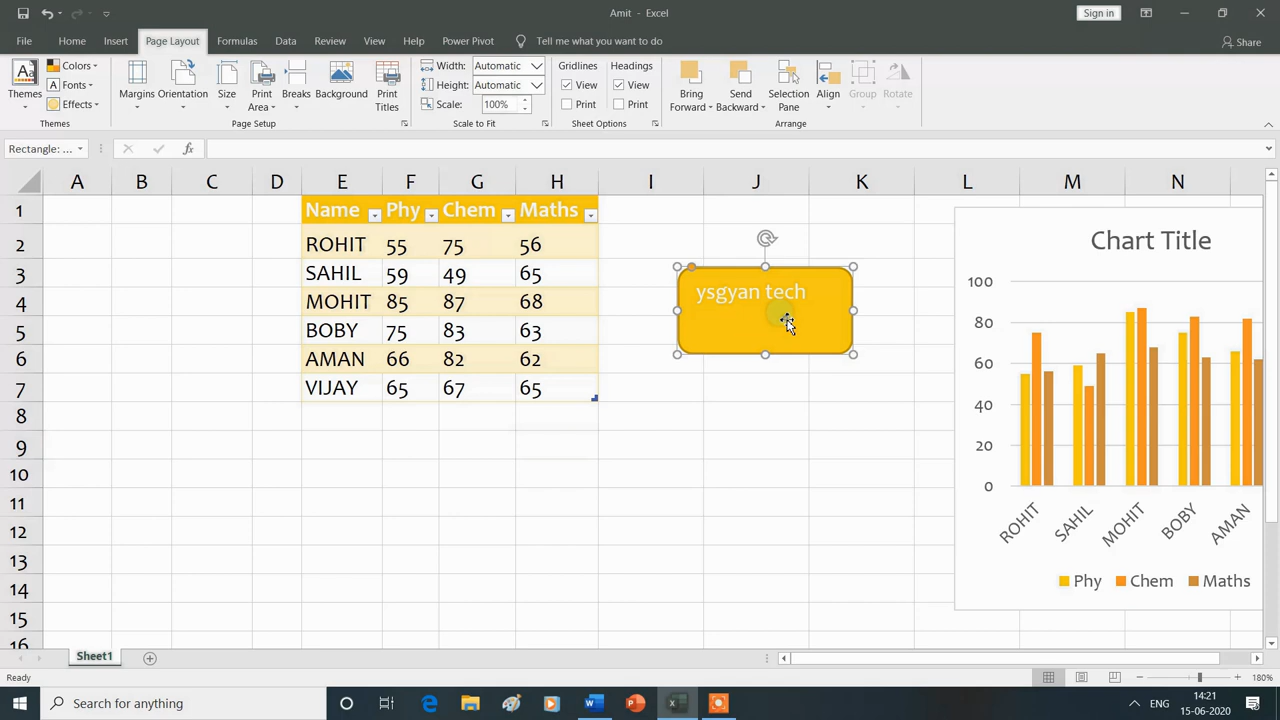 Amit - Excel
Sign in
File Home Insert Page Layout Formulas Data Review View Help Power Pivot Tell me what you want to do Share
Themes
Colors
Fonts
Effects
Themes
Margins Orientation Size Print Area Breaks Background Print Titles
Page Setup
Width: Automatic
Height: Automatic
Scale: 100%
Scale to Fit
Gridlines Headings
View View
Print Print
Sheet Options
Bring Forward Send Backward Selection Pane Align Group Rotate
Arrange
Rectangle: ... fx
A B C D E F G H I J K L M N
1 Name Phy Chem Maths
2 ROHIT 55 75 56
3 SAHIL 59 49 65
4 MOHIT 85 87 68
5 BOBY 75 83 63
6 AMAN 66 82 62
7 VIJAY 65 67 65
8
9
10
11
12
13
14
15
16
ysgyan tech
Chart Title
100
80
60
40
20
0
ROHIT SAHIL MOHIT BOBY AMAN
Phy Chem Maths
Sheet1
Ready
180%
Search for anything
ENG
14:21
15-06-2020